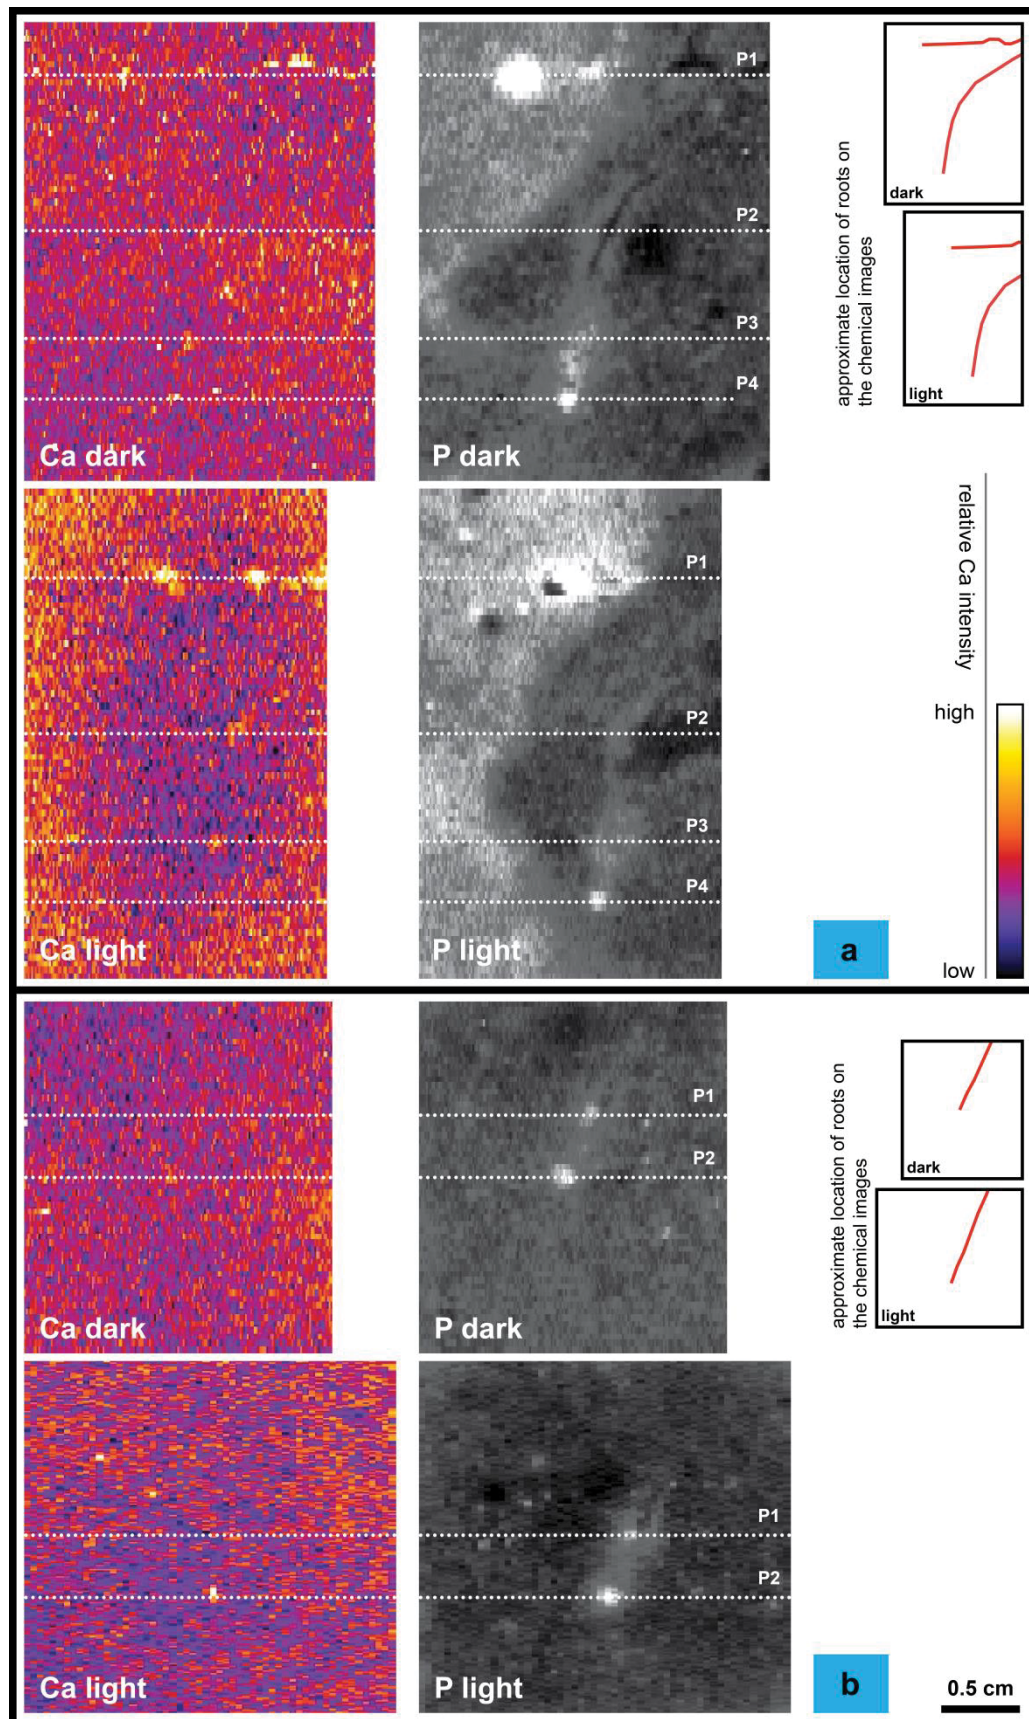 P1
P2
P3
P4
Ca dark
P dark
approximate location of roots on
the chemical images
dark
light
P1
P2
P3
P4
Ca light
P light
a
relative Ca intensity
high
low
P1
P2
Ca dark
P dark
approximate location of roots on
the chemical images
dark
light
P1
P2
Ca light
P light
b
0.5 cm